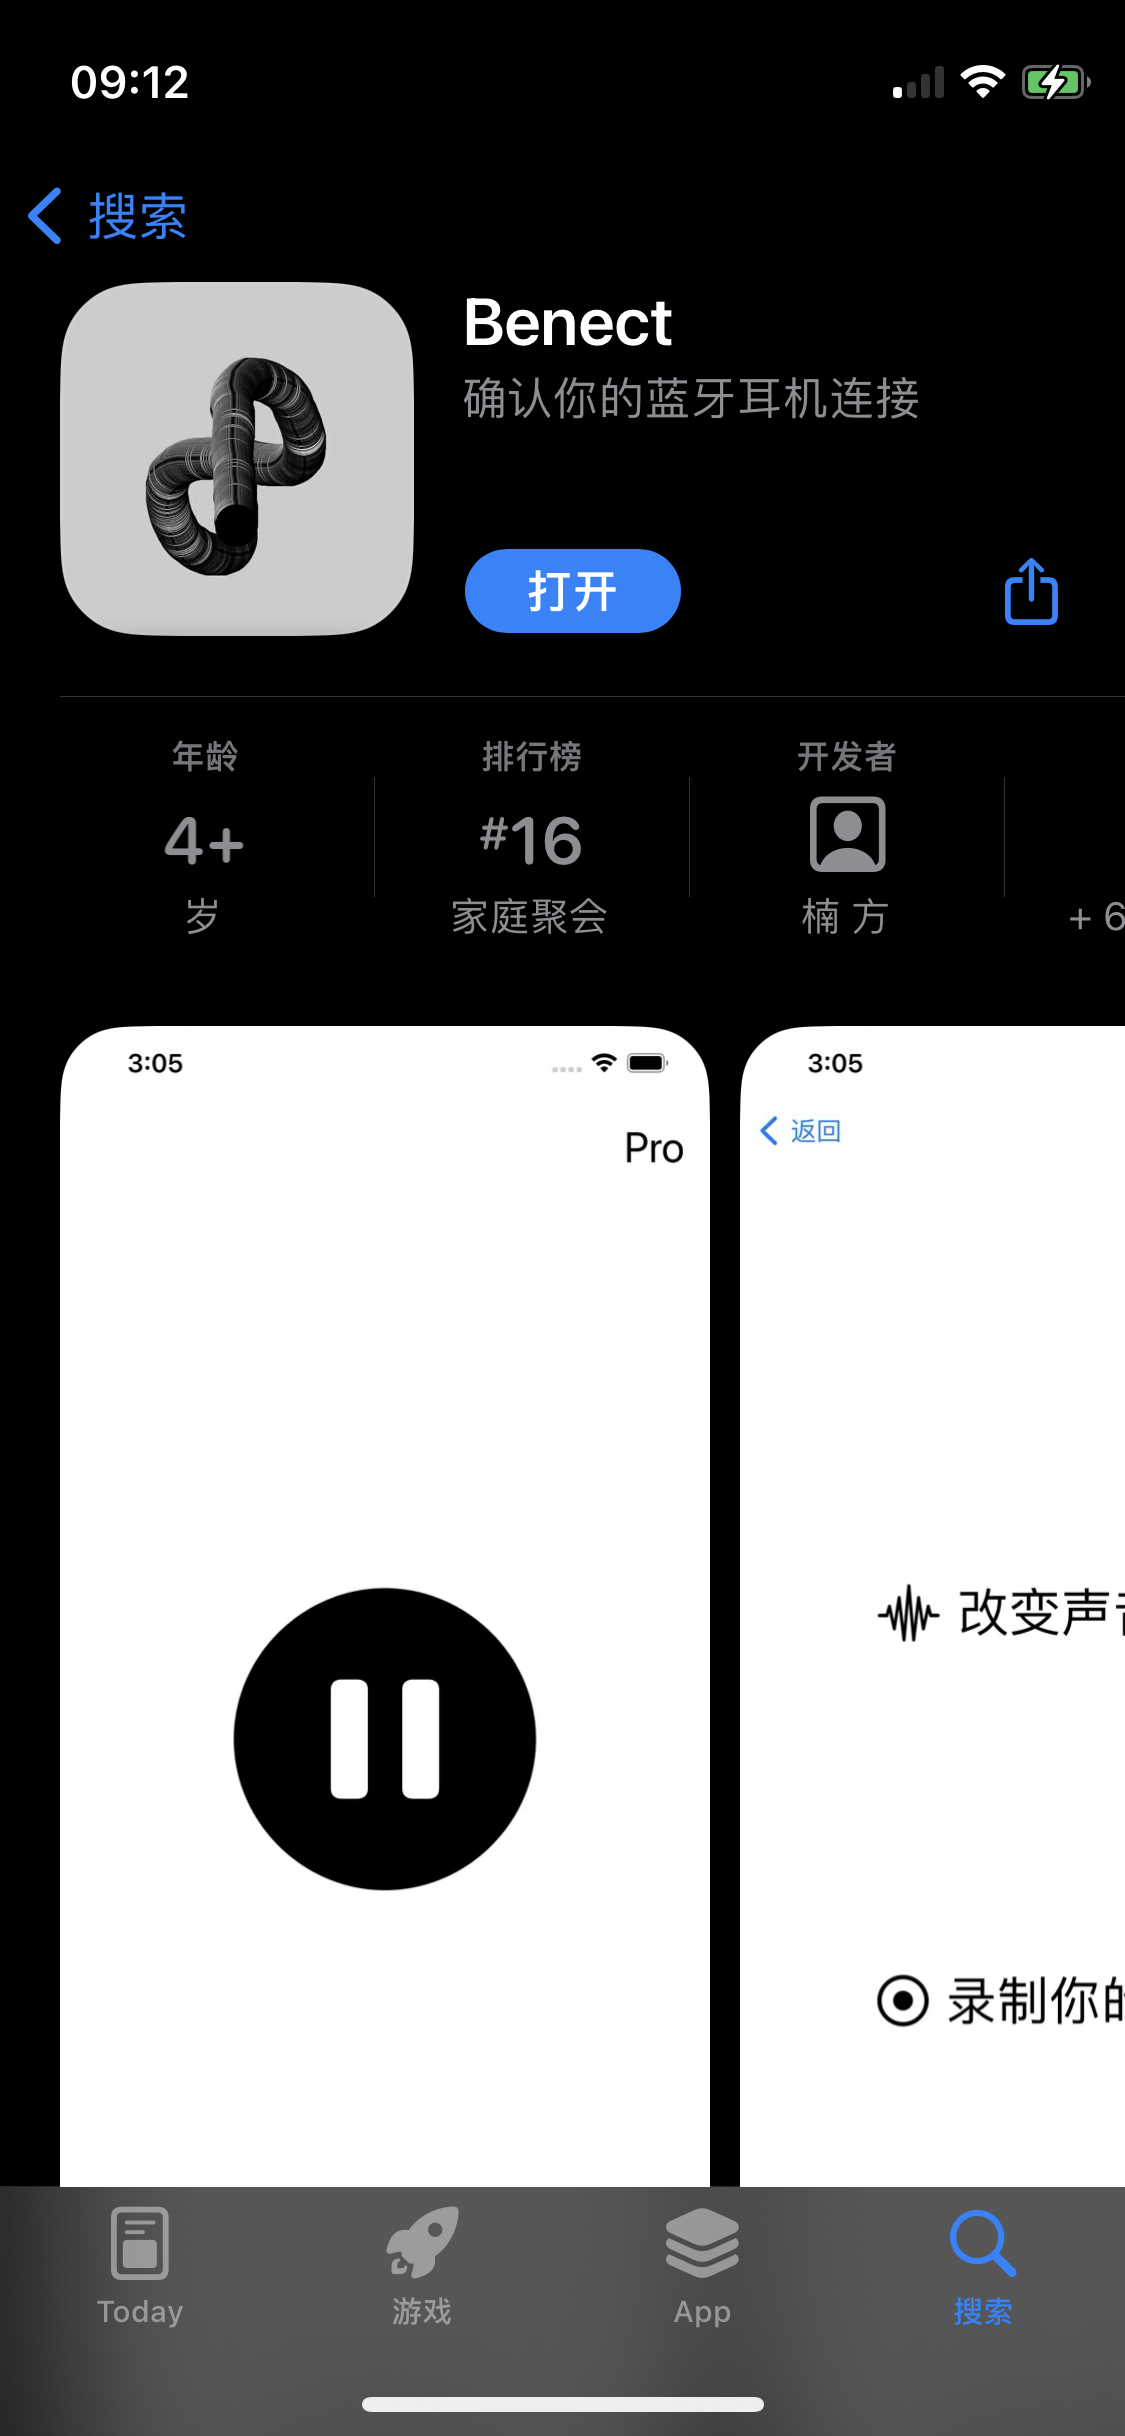 09:12
搜索
Benect
确认你的蓝牙耳机连接
打开
年龄
4+
岁
排行榜
#16
家庭聚会
开发者
楠 方
+ 6
3:05
Pro
3:05
返回
改变声音
录制你的
Today
游戏
App
搜索